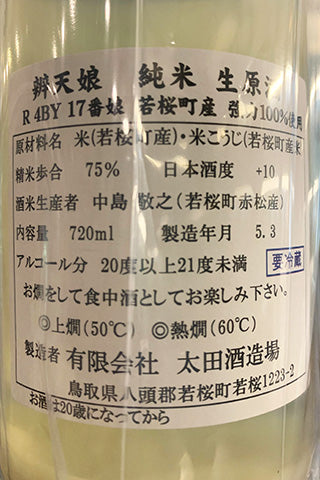 辨天娘 純米 生原酒
R4BY 17番娘 若桜町産 強力100%使用
原材料名 米(若桜町産)・米こうじ(若桜町産米
精米歩合 75% 日本酒度 +10
酒米生産者 中島 敬之(若桜町赤松産)
内容量 720ml 製造年月 5.3
アルコール分 20度以上21度未満 要冷蔵
お燗をして食中酒としてお楽しみ下さい。
◎上燗(50℃) ◎熱燗(60℃)
製造者 有限会社 太田酒造場
鳥取県八頭郡若桜町若桜1223-2
お酒は20歳になってから